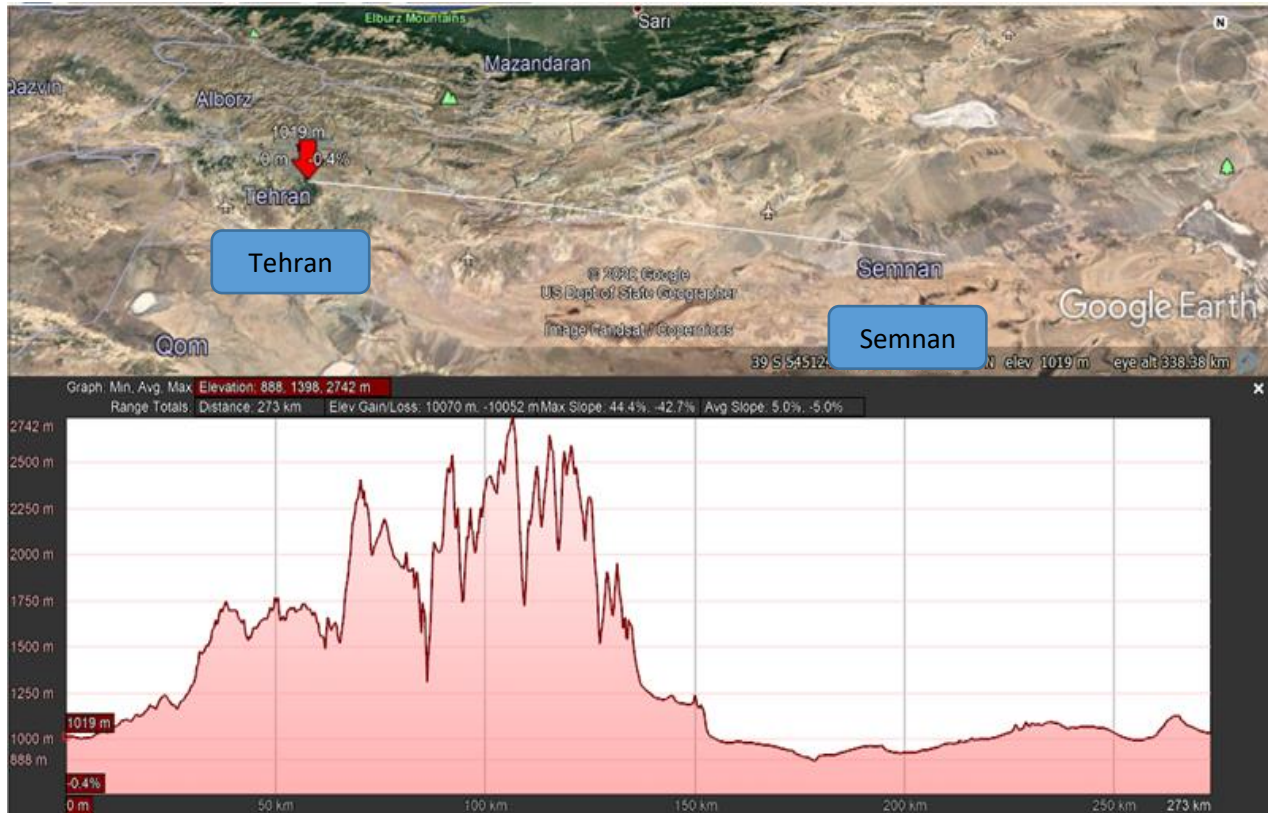 Elburz Mountains
Sari
N
Mazandaran
Qazvin
Alborz
1019 m
0 m -0.4%
Tehran
Tehran
Semnan
© 2020 Google
US Dept of State Geographer
Image Landsat / Copernicus
Google Earth
Qom
Semnan
39 S N elev 1019 m eye alt 338.38 km
Graph: Min, Avg, Max Elevation: 888, 1398, 2742 m
Range Totals: Distance: 273 km Elev Gain/Loss: 10070 m, -10052 m Max Slope: 44.4%, -42.7% Avg Slope: 5.0%, -5.0%
2742 m
2500 m
2250 m
2000 m
1750 m
1500 m
1250 m
1019 m
1000 m
888 m
-0.4%
0 m 50 km 100 km 150 km 200 km 250 km 273 km